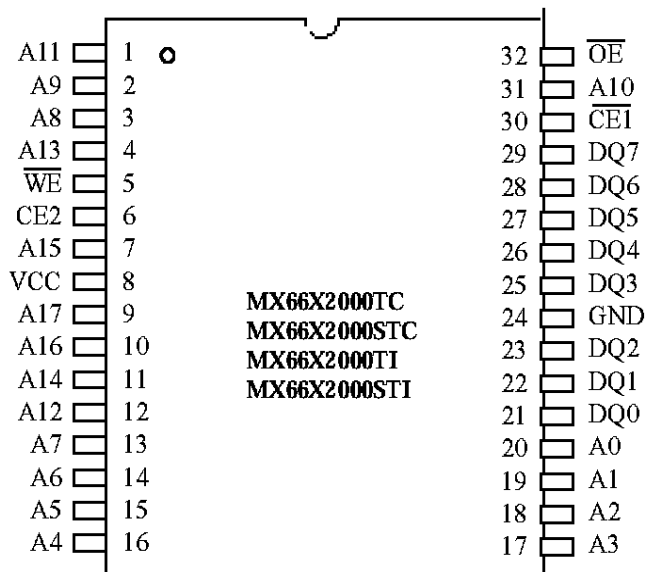 A11 1 32 O̅E̅
A9 2 31 A10
A8 3 30 C̅E̅1̅
A13 4 29 DQ7
W̅E̅ 5 28 DQ6
CE2 6 27 DQ5
A15 7 26 DQ4
VCC 8 25 DQ3
A17 9 24 GND
A16 10 23 DQ2
A14 11 22 DQ1
A12 12 21 DQ0
A7 13 20 A0
A6 14 19 A1
A5 15 18 A2
A4 16 17 A3
MX66X2000TC
MX66X2000STC
MX66X2000TI
MX66X2000STI